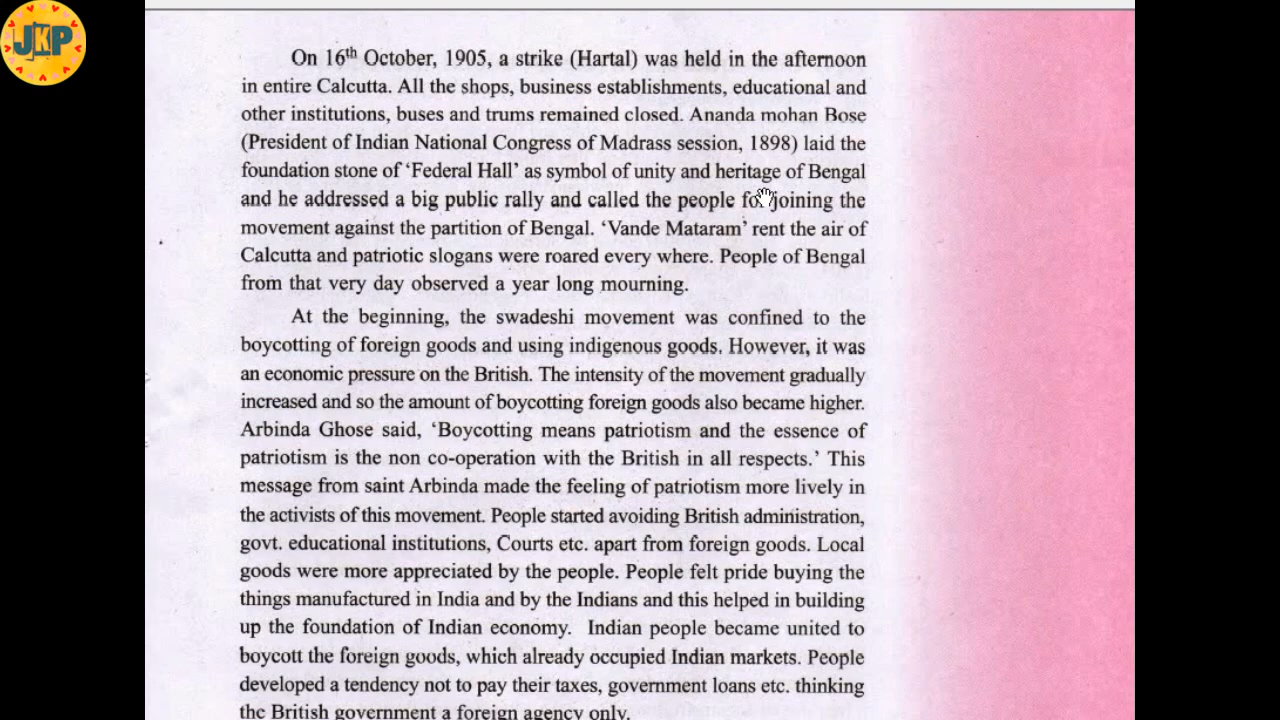 JKP
On 16th October, 1905, a strike (Hartal) was held in the afternoon
in entire Calcutta. All the shops, business establishments, educational and
other institutions, buses and trums remained closed. Ananda mohan Bose
(President of Indian National Congress of Madrass session, 1898) laid the
foundation stone of ‘Federal Hall’ as symbol of unity and heritage of Bengal
and he addressed a big public rally and called the people for joining the
movement against the partition of Bengal. ‘Vande Mataram’ rent the air of
Calcutta and patriotic slogans were roared every where. People of Bengal
from that very day observed a year long mourning.
At the beginning, the swadeshi movement was confined to the
boycotting of foreign goods and using indigenous goods. However, it was
an economic pressure on the British. The intensity of the movement gradually
increased and so the amount of boycotting foreign goods also became higher.
Arbinda Ghose said, ‘Boycotting means patriotism and the essence of
patriotism is the non co-operation with the British in all respects.’ This
message from saint Arbinda made the feeling of patriotism more lively in
the activists of this movement. People started avoiding British administration,
govt. educational institutions, Courts etc. apart from foreign goods. Local
goods were more appreciated by the people. People felt pride buying the
things manufactured in India and by the Indians and this helped in building
up the foundation of Indian economy. Indian people became united to
boycott the foreign goods, which already occupied Indian markets. People
developed a tendency not to pay their taxes, government loans etc. thinking
the British government a foreign agency only.